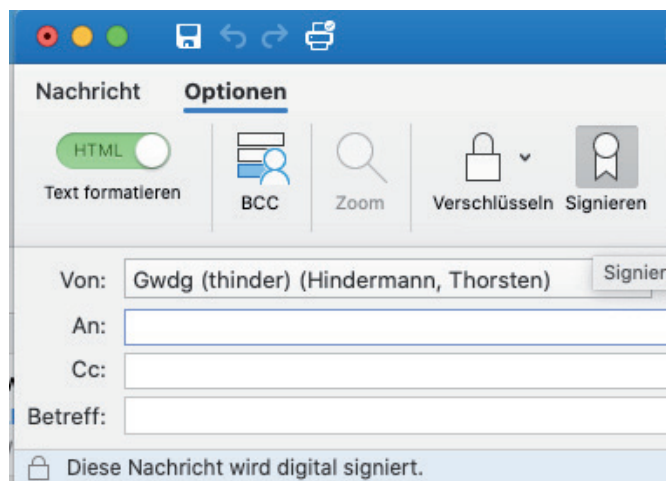 Nachricht Optionen
HTML
Text formatieren
BCC
Zoom
Verschlüsseln
Signieren
Von: Gwdg (thinder) (Hindermann, Thorsten)
An:
Cc:
Betreff:
Diese Nachricht wird digital signiert.